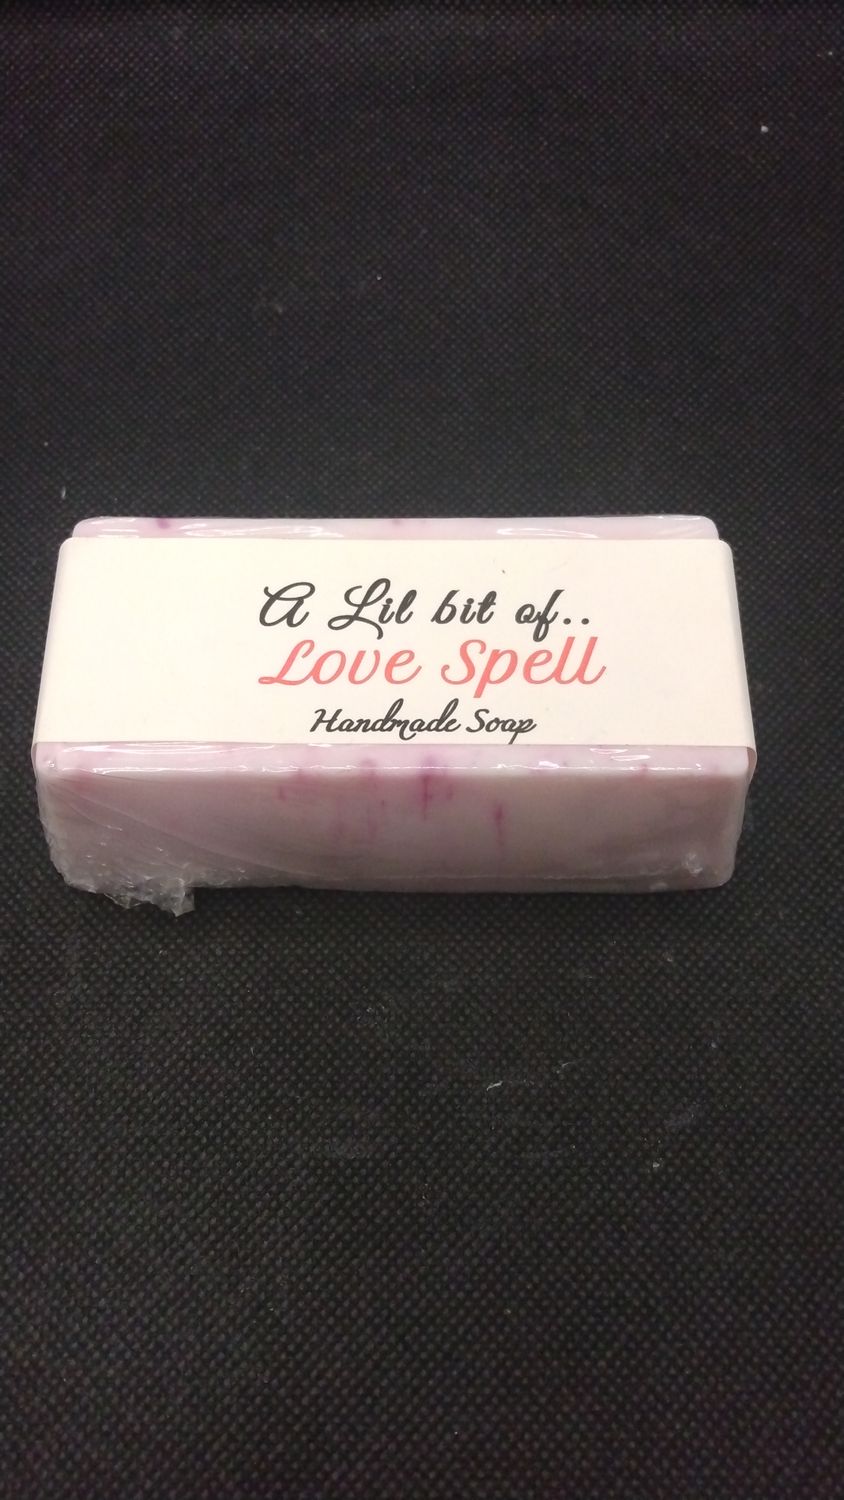 A Lil bit of..
Love Spell
Handmade Soap